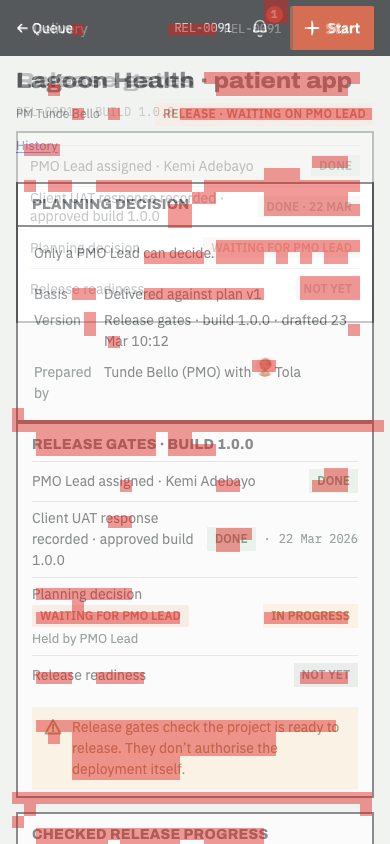 ← Queue
REL-0091
1
+ Start
Lagoon Health · patient app
PM Tunde Bello
RELEASE · WAITING ON PMO LEAD
History
PMO Lead assigned · Kemi Adebayo
DONE
Client UAT response recorded ·
approved build 1.0.0
DONE · 22 MAR
PLANNING DECISION
Planning decision
WAITING FOR PMO LEAD
Only a PMO Lead can decide.
Release readiness
NOT YET
Basis
Delivered against plan v1
Version
Release gates · build 1.0.0 · drafted 23
Mar 10:12
Prepared
by
Tunde Bello (PMO) with Tola
RELEASE GATES · BUILD 1.0.0
PMO Lead assigned · Kemi Adebayo
DONE
Client UAT response
recorded · approved build
1.0.0
DONE · 22 Mar 2026
Planning decision
WAITING FOR PMO LEAD
IN PROGRESS
Held by PMO Lead
Release readiness
NOT YET
Release gates check the project is ready to
release. They don’t authorise the
deployment itself.
CHECKED RELEASE PROGRESS